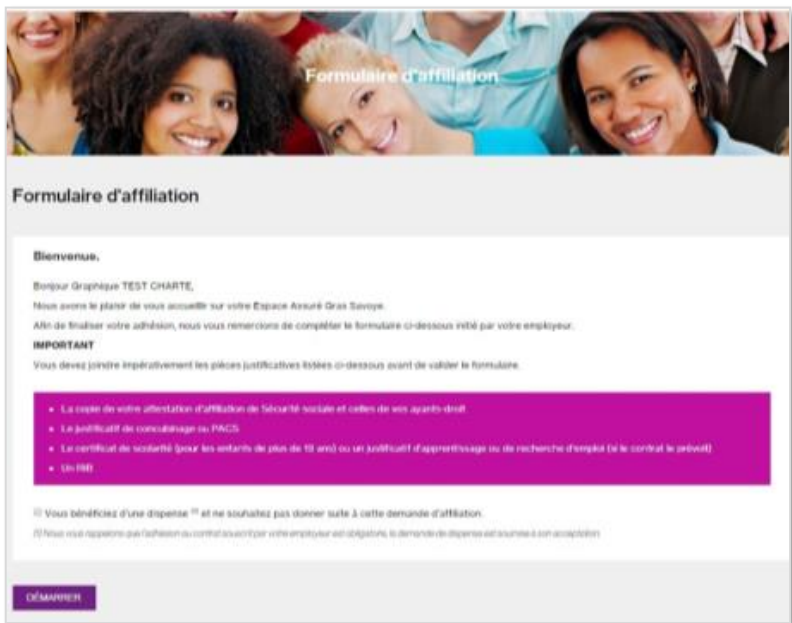 Formulaire d'affiliation
Formulaire d'affiliation
Bienvenue.
Bonjour Graphique TEST CHARTE,
Nous avons le plaisir de vous accueillir sur votre Espace Assuré Gras Savoye.
Afin de finaliser votre adhésion, nous vous remercions de compléter le formulaire ci-dessous initié par votre employeur.
IMPORTANT
Vous devez joindre impérativement les pièces justificatives listées ci-dessous avant de valider le formulaire.
• La copie de votre attestation d'affiliation de Sécurité sociale et celles de vos ayants-droit
• Le justificatif de concubinage ou PACS
• Le certificat de scolarité (pour les enfants de plus de 18 ans) ou un justificatif d'apprentissage ou de recherche d'emploi (si le contrat le prévoit)
• Un RIB
Vous bénéficiez d'une dispense (1) et ne souhaitez pas donner suite à cette demande d'affiliation.
(1) Nous vous rappelons que l'adhésion au contrat souscrit par votre employeur est obligatoire, la demande de dispense est soumise à son acceptation.
DÉMARRER